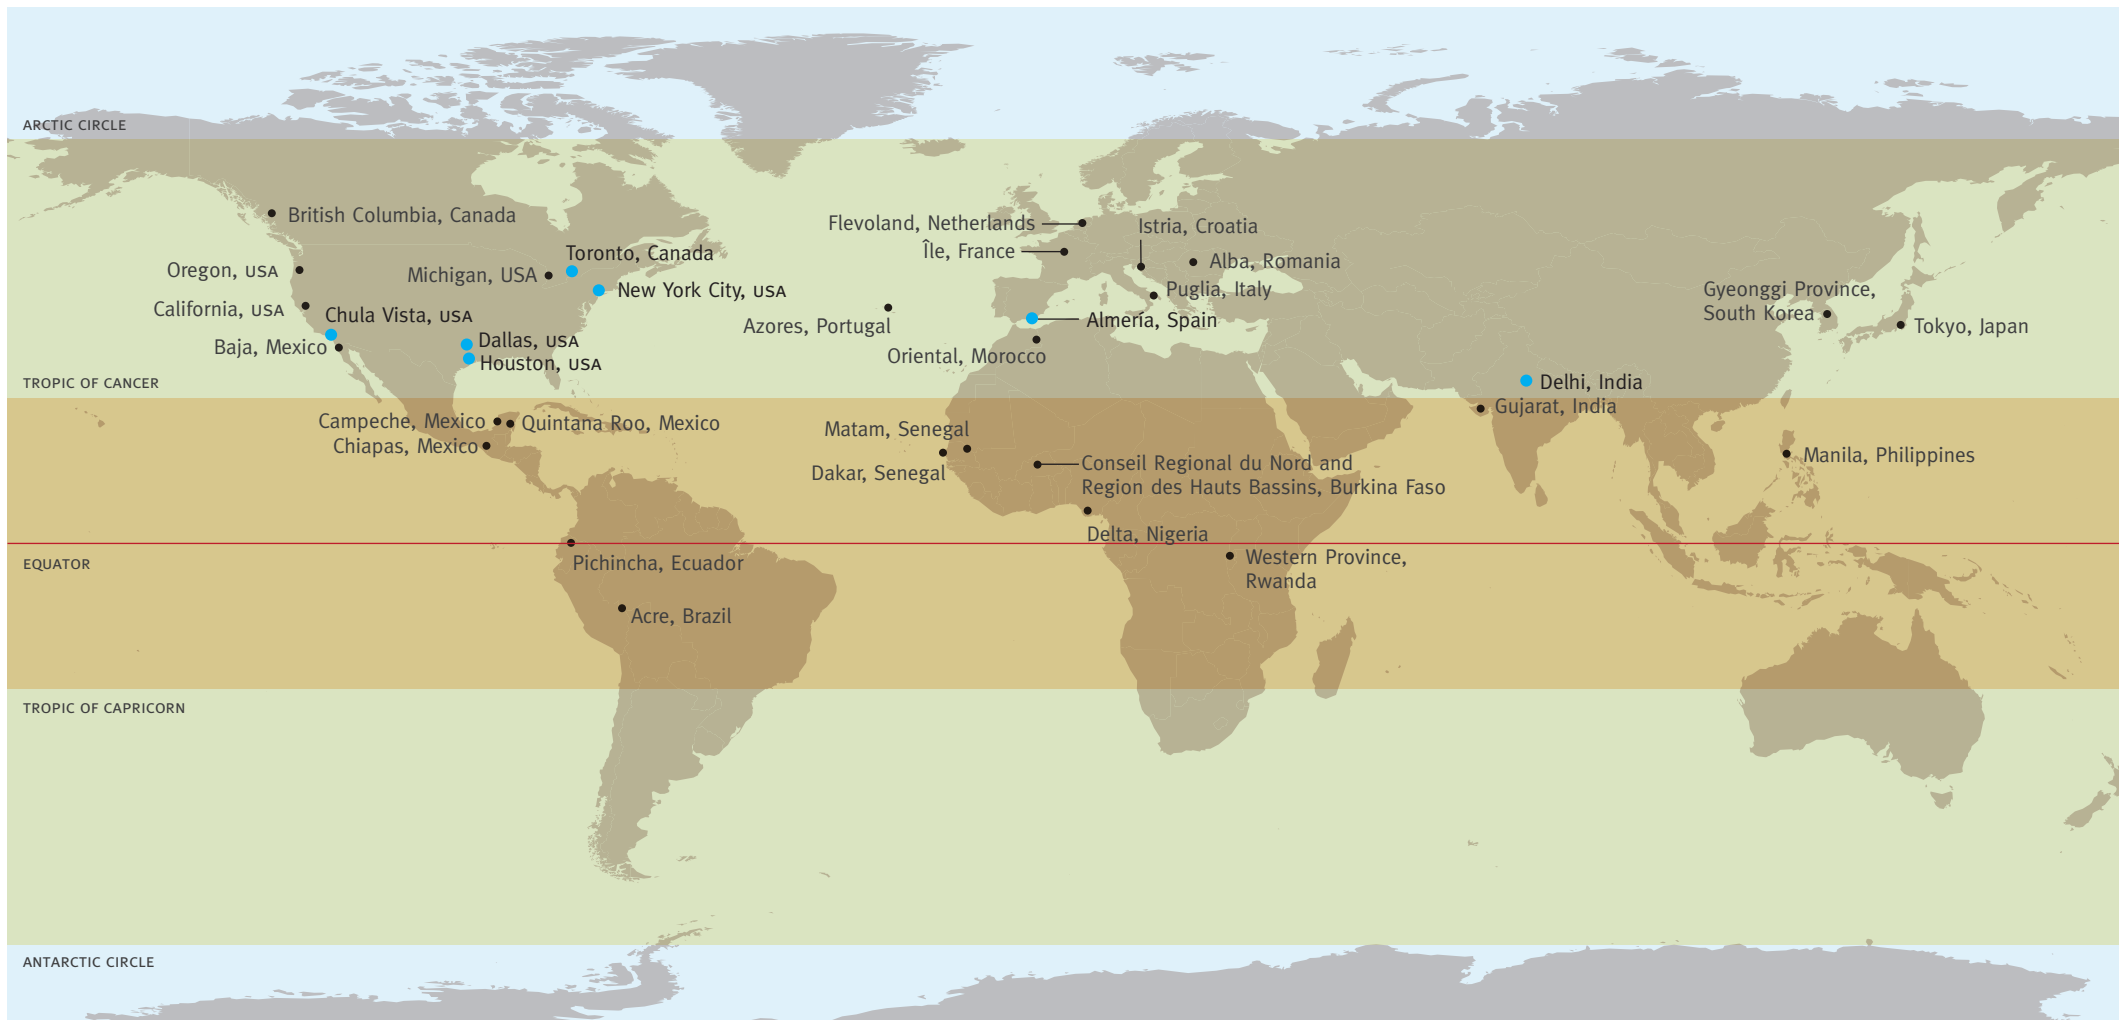 ARCTIC CIRCLE
British Columbia, Canada
Flevoland, Netherlands
Istria, Croatia
Toronto, Canada
Île, France
Alba, Romania
Oregon, USA
Michigan, USA
New York City, USA
Puglia, Italy
Gyeonggi Province,
South Korea
California, USA
Chula Vista, USA
Azores, Portugal
Almería, Spain
Tokyo, Japan
Baja, Mexico
Dallas, USA
Houston, USA
Oriental, Morocco
TROPIC OF CANCER
Delhi, India
Gujarat, India
Campeche, Mexico
Quintana Roo, Mexico
Chiapas, Mexico
Matam, Senegal
Dakar, Senegal
Conseil Regional du Nord and
Region des Hauts Bassins, Burkina Faso
Manila, Philippines
Delta, Nigeria
EQUATOR
Pichincha, Ecuador
Western Province,
Rwanda
Acre, Brazil
TROPIC OF CAPRICORN
ANTARCTIC CIRCLE